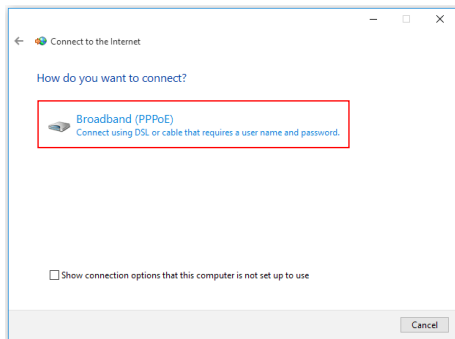 Connect to the Internet
How do you want to connect?
Broadband (PPPoE)
Connect using DSL or cable that requires a user name and password.
Show connection options that this computer is not set up to use
Cancel